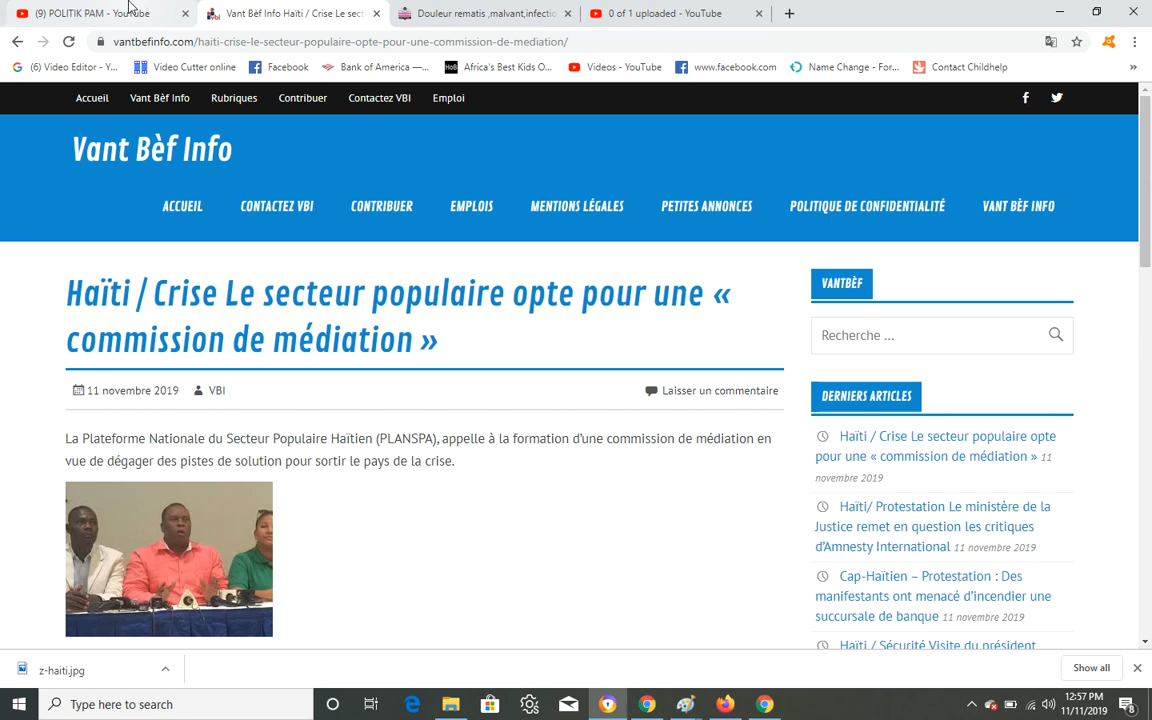 (9) POLITIK PAM - YouTube
Vant Bèf Info Haïti / Crise Le sect
Douleur rematis ,malvant,infectio
0 of 1 uploaded - YouTube
vantbefinfo.com/haiti-crise-le-secteur-populaire-opte-pour-une-commission-de-mediation/
(6) Video Editor - Y...
Video Cutter online
Facebook
Bank of America —...
Africa's Best Kids O...
Videos - YouTube
www.facebook.com
Name Change - For...
Contact Childhelp
»
Accueil
Vant Bèf Info
Rubriques
Contribuer
Contactez VBI
Emploi
Vant Bèf Info
ACCUEIL
CONTACTEZ VBI
CONTRIBUER
EMPLOIS
MENTIONS LÉGALES
PETITES ANNONCES
POLITIQUE DE CONFIDENTIALITÉ
VANT BÈF INFO
Haïti / Crise Le secteur populaire opte pour une «
commission de médiation »
11 novembre 2019
VBI
Laisser un commentaire
La Plateforme Nationale du Secteur Populaire Haïtien (PLANSPA), appelle à la formation d'une commission de médiation en
vue de dégager des pistes de solution pour sortir le pays de la crise.
VANTBÈF
Recherche …
DERNIERS ARTICLES
Haïti / Crise Le secteur populaire opte
pour une « commission de médiation » 11
novembre 2019
Haïti/ Protestation Le ministère de la
Justice remet en question les critiques
d'Amnesty International 11 novembre 2019
Cap-Haïtien – Protestation : Des
manifestants ont menacé d'incendier une
succursale de banque 11 novembre 2019
Haïti / Sécurité Visite du président
z-haiti.jpg
Show all
Type here to search
12:57 PM
11/11/2019
8